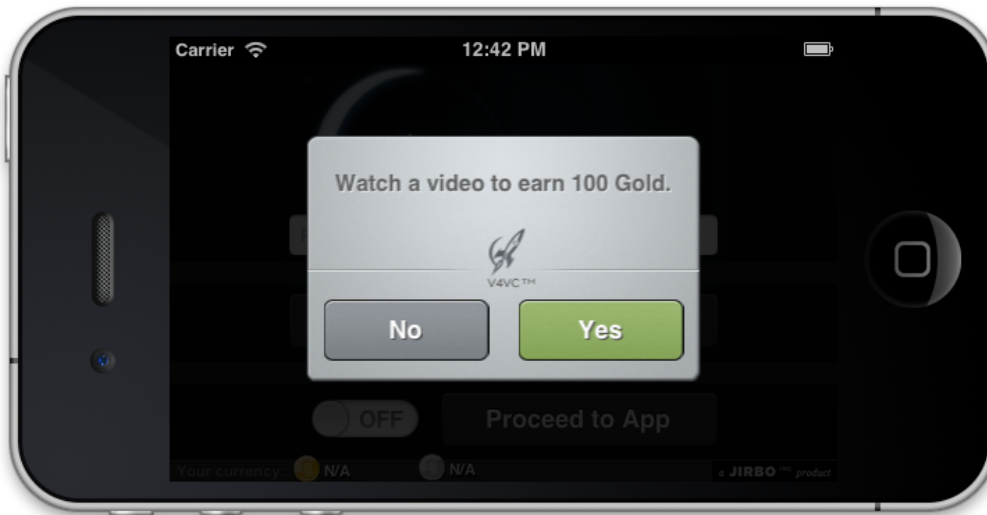 Carrier 12:42 PM
Watch a video to earn 100 Gold.
V4VC™
No Yes
OFF Proceed to App
Your currency: N/A N/A a JIRBO INC product